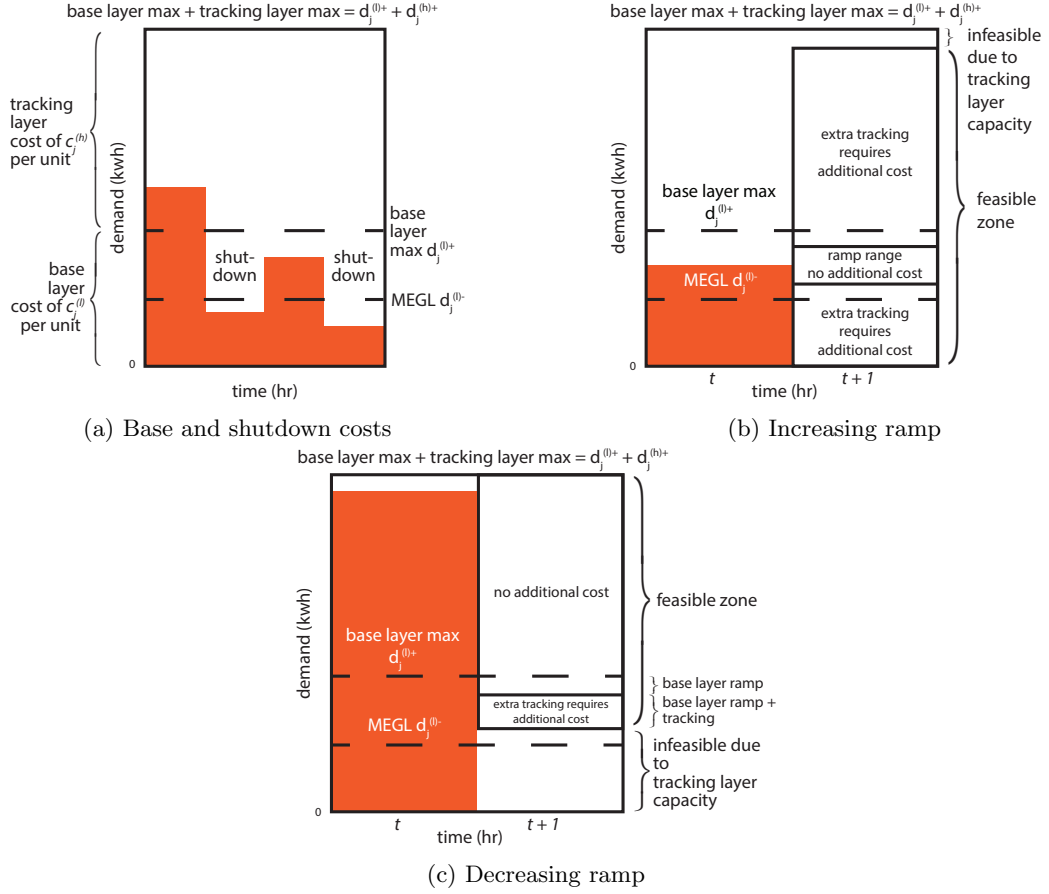 base layer max + tracking layer max = d_j^(l)+ + d_j^(h)+
tracking
layer
cost of c_j^(h)
per unit
base
layer
cost of c_j^(l)
per unit
demand (kwh)
shut-
down
shut-
down
base
layer
max d_j^(l)+
MEGL d_j^(l)-
0
time (hr)
(a) Base and shutdown costs
base layer max + tracking layer max = d_j^(l)+ + d_j^(h)+
infeasible
due to
tracking
layer
capacity
demand (kwh)
extra tracking
requires
additional cost
base layer max
d_j^(l)+
feasible
zone
ramp range
no additional cost
MEGL d_j^(l)-
extra tracking
requires
additional cost
0
t
t + 1
time (hr)
(b) Increasing ramp
base layer max + tracking layer max = d_j^(l)+ + d_j^(h)+
demand (kwh)
no additional cost
feasible zone
base layer max
d_j^(l)+
base layer ramp
extra tracking requires
additional cost
base layer ramp +
tracking
MEGL d_j^(l)-
infeasible due
to
tracking layer
capacity
0
t
t + 1
time (hr)
(c) Decreasing ramp